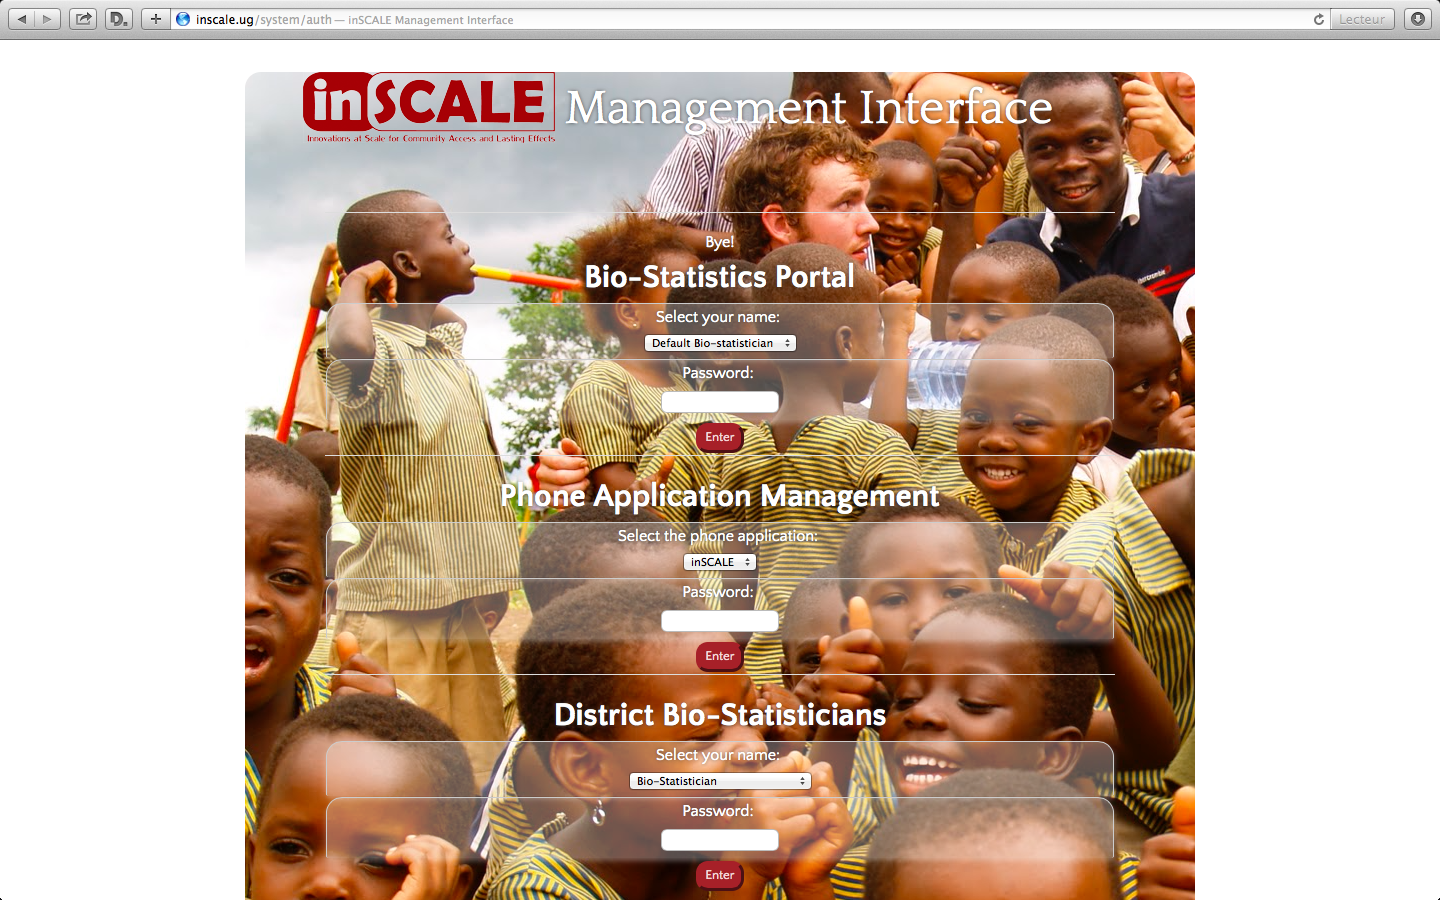 inscale.ug/system/auth — inSCALE Management Interface
Lecteur
D.
inSCALE
Innovations at Scale for Community Access and Lasting Effects
Management Interface
Bye!
Bio-Statistics Portal
Select your name:
Default Bio-statistician
Password:
Enter
Phone Application Management
Select the phone application:
inSCALE
Password:
Enter
District Bio-Statisticians
Select your name:
Bio-Statistician
Password:
Enter